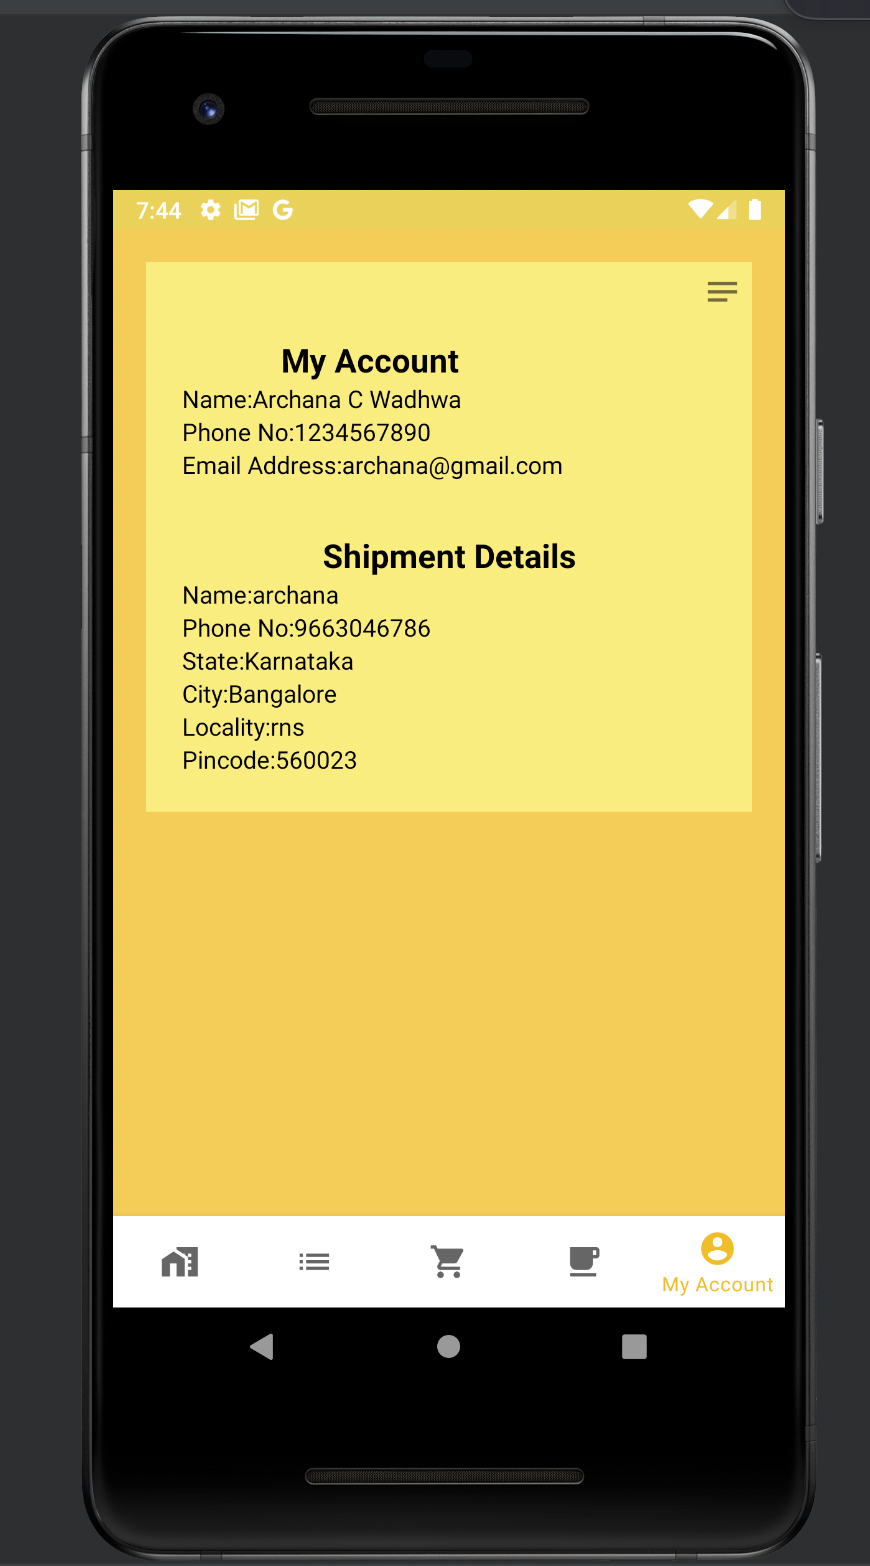 7:44
My Account
Name:Archana C Wadhwa
Phone No:1234567890
Email Address:archana@gmail.com
Shipment Details
Name:archana
Phone No:9663046786
State:Karnataka
City:Bangalore
Locality:rns
Pincode:560023
My Account